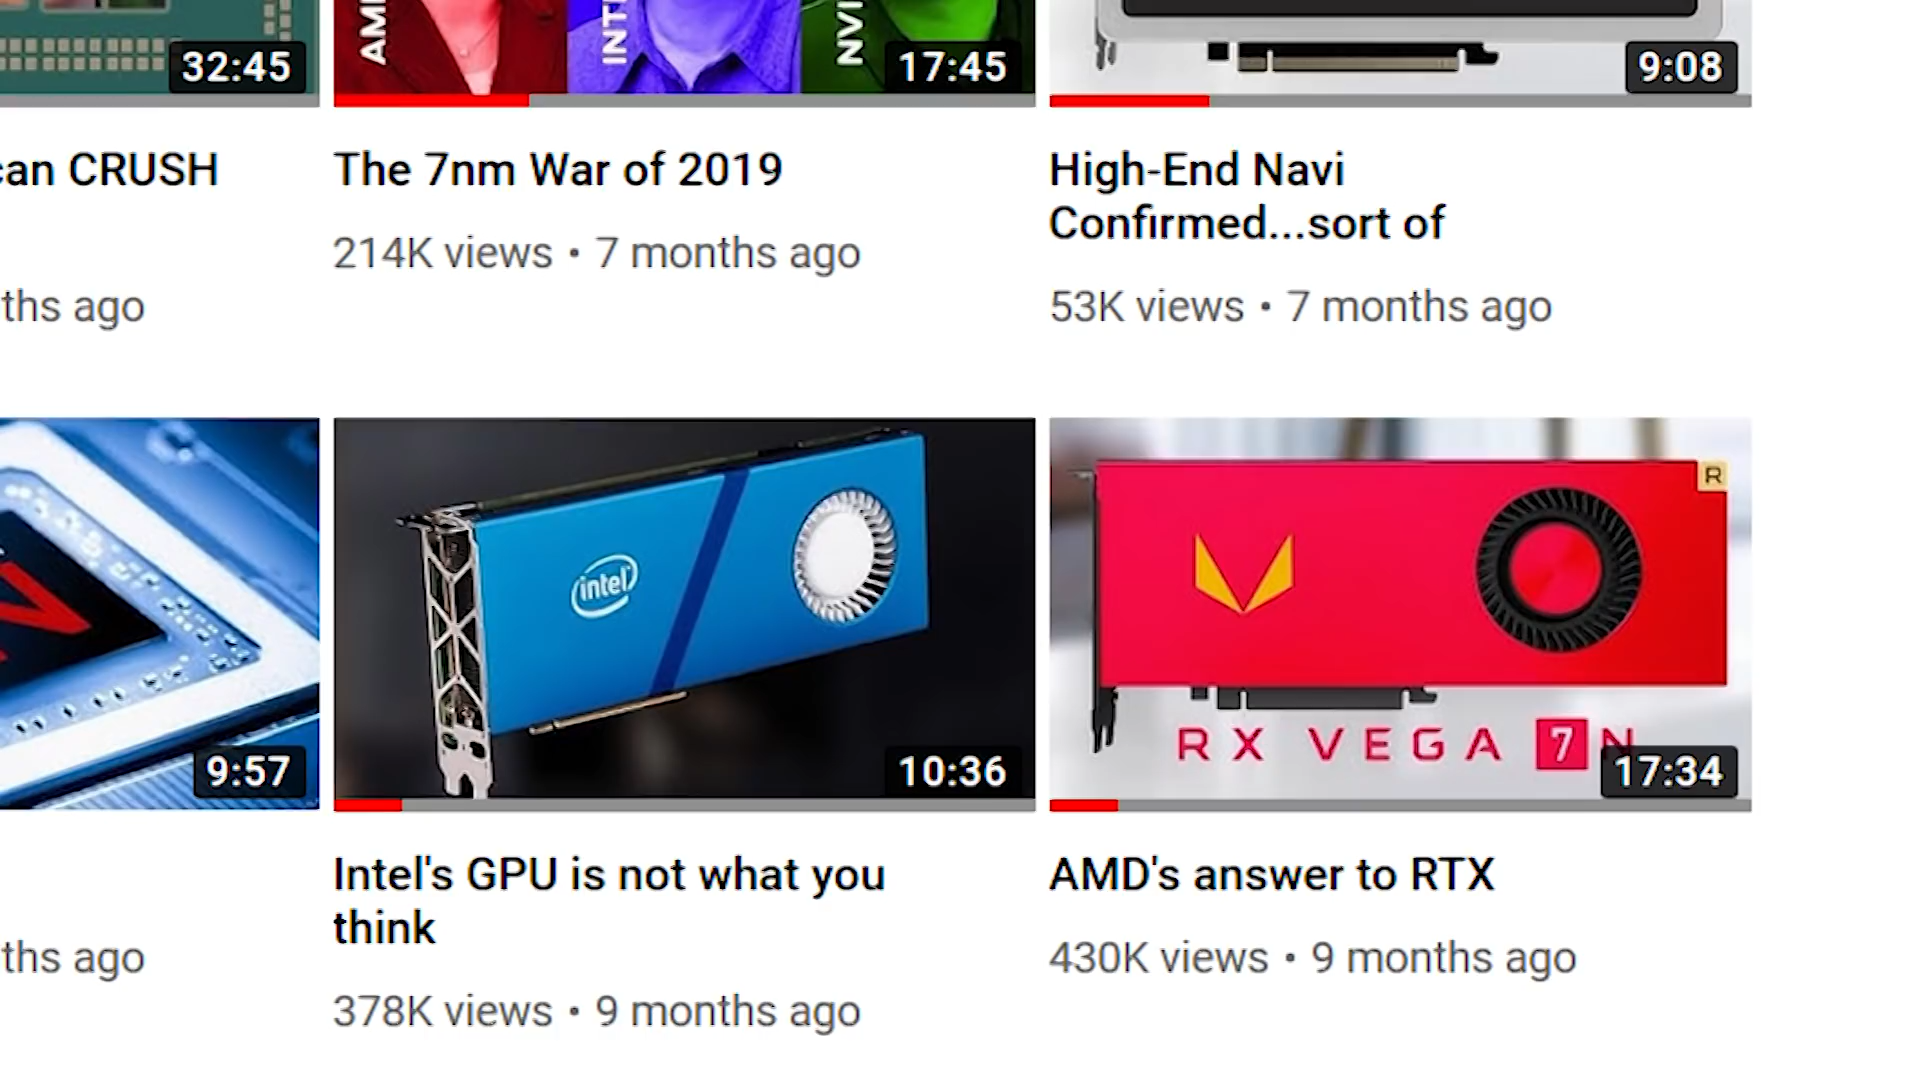 AMD
32:45
17:45
9:08
can CRUSH
The 7nm War of 2019
High-End Navi
Confirmed...sort of
214K views • 7 months ago
ths ago
53K views • 7 months ago
R
intel
RX VEGA 7N
9:57
10:36
17:34
Intel's GPU is not what you
think
AMD's answer to RTX
ths ago
430K views • 9 months ago
378K views • 9 months ago